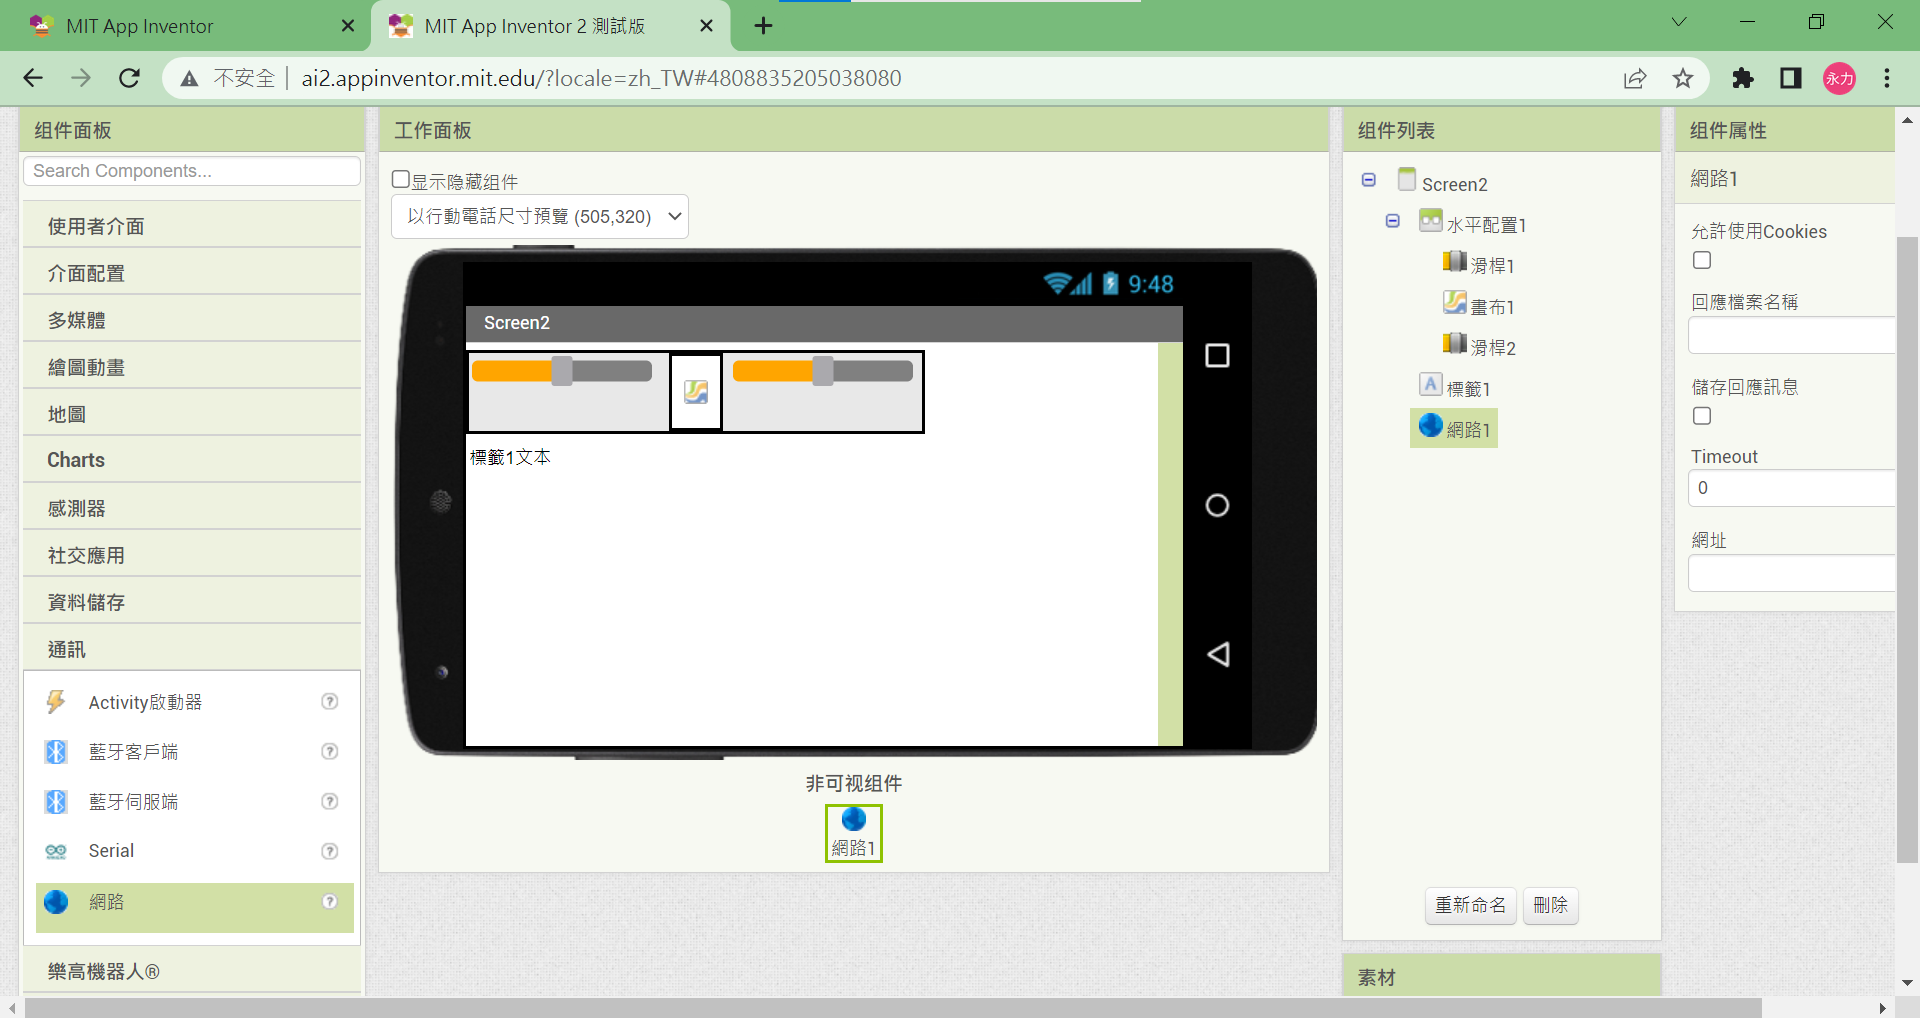 MIT App Inventor
MIT App Inventor 2 測試版
不安全
ai2.appinventor.mit.edu/?locale=zh_TW#4808835205038080
永力
组件面板
Search Components...
使用者介面
介面配置
多媒體
繪圖動畫
地圖
Charts
感測器
社交應用
資料儲存
通訊
Activity啟動器
藍牙客戶端
藍牙伺服端
Serial
網路
樂高機器人®
工作面板
显示隐藏组件
以行動電話尺寸預覽 (505,320)
9:48
Screen2
標籤1文本
非可视组件
網路1
组件列表
Screen2
水平配置1
滑桿1
畫布1
滑桿2
標籤1
網路1
重新命名
刪除
素材
组件属性
網路1
允許使用Cookies
回應檔案名稱
儲存回應訊息
Timeout
0
網址